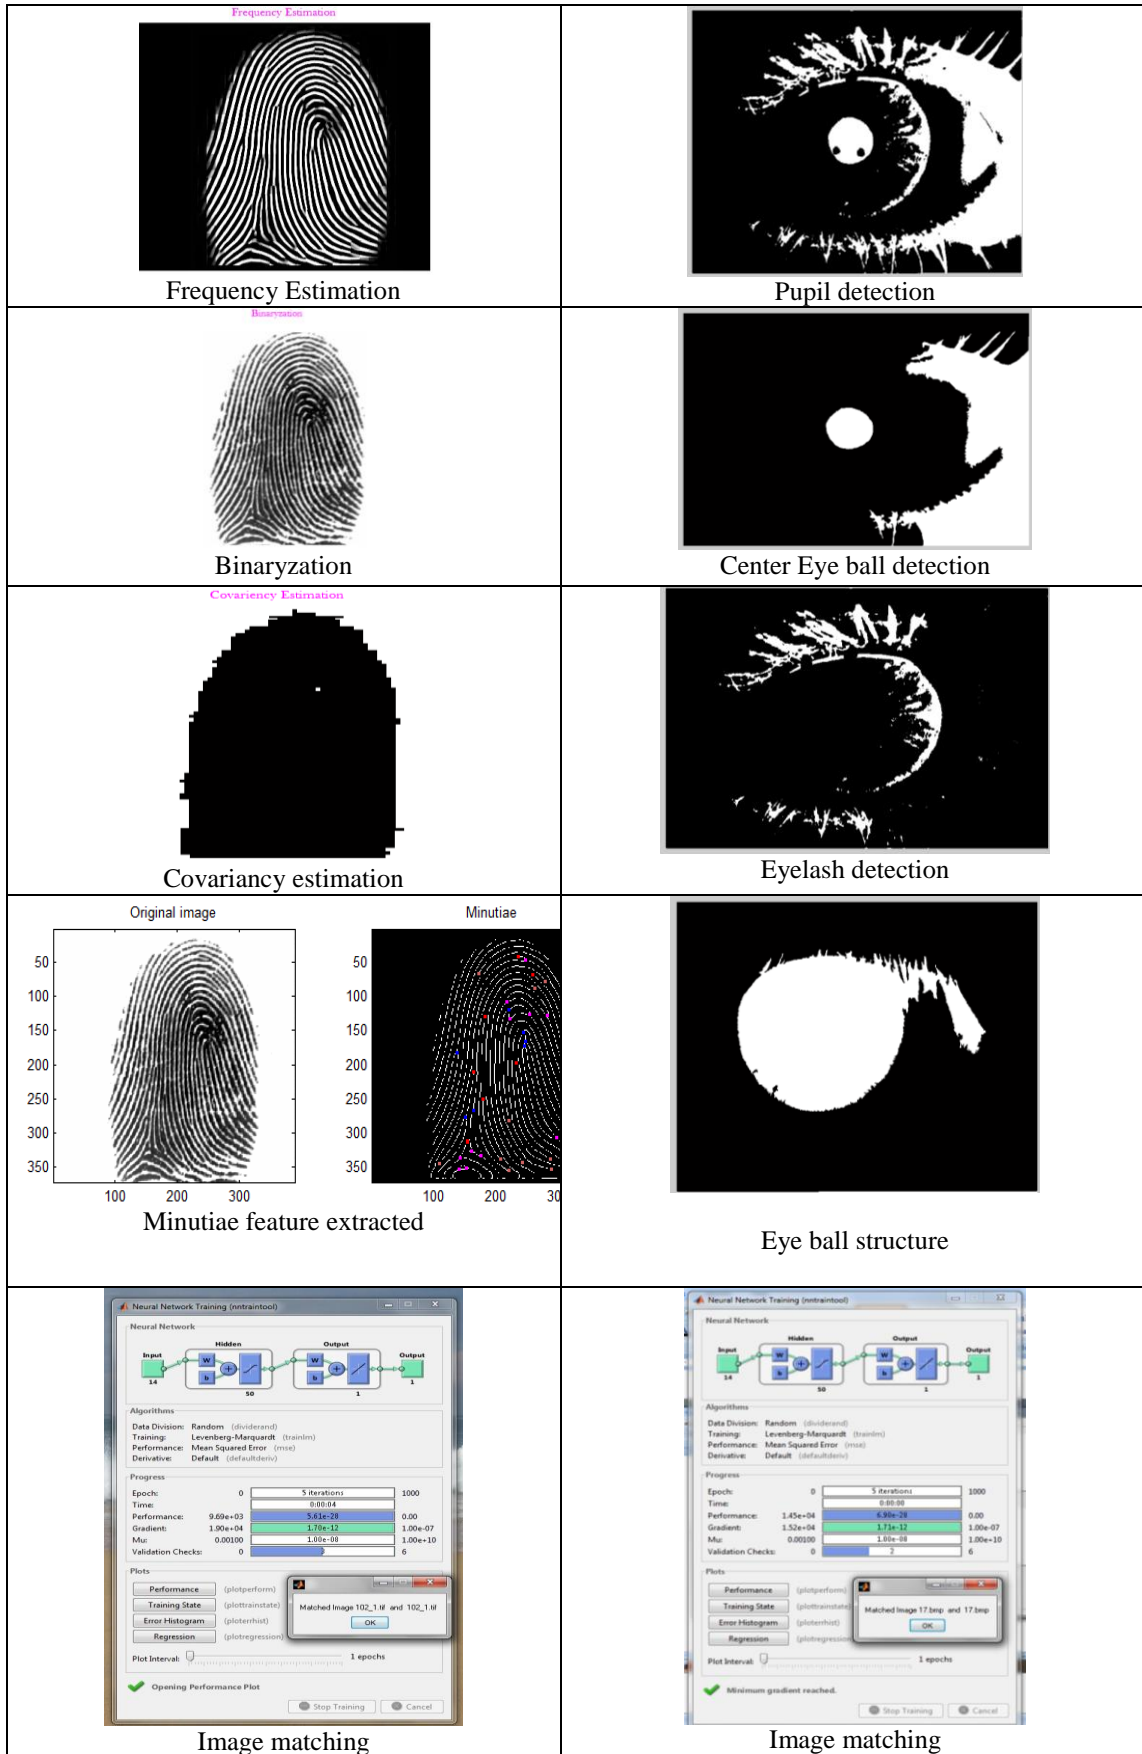 Frequency Estimation
Frequency Estimation
Pupil detection
Binaryzation
Binaryzation
Center Eye ball detection
Covariency Estimation
Covariancy estimation
Eyelash detection
Original image
Minutiae
50
100
150
200
250
300
350
100 200 300
50
100
150
200
250
300
350
100 200 30
Minutiae feature extracted
Eye ball structure
Neural Network Training (nntraintool)
Neural Network
Hidden Output
Input Output
W W
b b
14 1
50 1
Algorithms
Data Division: Random (dividerand)
Training: Levenberg-Marquardt (trainlm)
Performance: Mean Squared Error (mse)
Derivative: Default (defaultderiv)
Progress
Epoch: 0 5 iterations 1000
Time: 0:00:04
Performance: 9.69e+03 5.61e-28 0.00
Gradient: 1.90e+04 1.70e-12 1.00e-07
Mu: 0.00100 1.00e-08 1.00e+10
Validation Checks: 0 6
Plots
Performance (plotperform)
Training State (plottrainstate)
Error Histogram (ploterrhist)
Regression (plotregression)
Matched Image 102_1.tif and 102_1.tif
OK
Plot Interval: 1 epochs
Opening Performance Plot
Stop Training Cancel
Image matching
Neural Network Training (nntraintool)
Neural Network
Hidden Output
Input Output
W W
b b
14 1
50 1
Algorithms
Data Division: Random (dividerand)
Training: Levenberg-Marquardt (trainlm)
Performance: Mean Squared Error (mse)
Derivative: Default (defaultderiv)
Progress
Epoch: 0 5 iterations 1000
Time: 0:00:00
Performance: 1.45e+04 6.98e-28 0.00
Gradient: 1.52e+04 1.71e-12 1.00e-07
Mu: 0.00100 1.00e-08 1.00e+10
Validation Checks: 0 2 6
Plots
Performance (plotperform)
Training State (plottrainstate)
Error Histogram (ploterrhist)
Regression (plotregression)
Matched Image 17.bmp and 17.bmp
OK
Plot Interval: 1 epochs
Minimum gradient reached.
Stop Training Cancel
Image matching